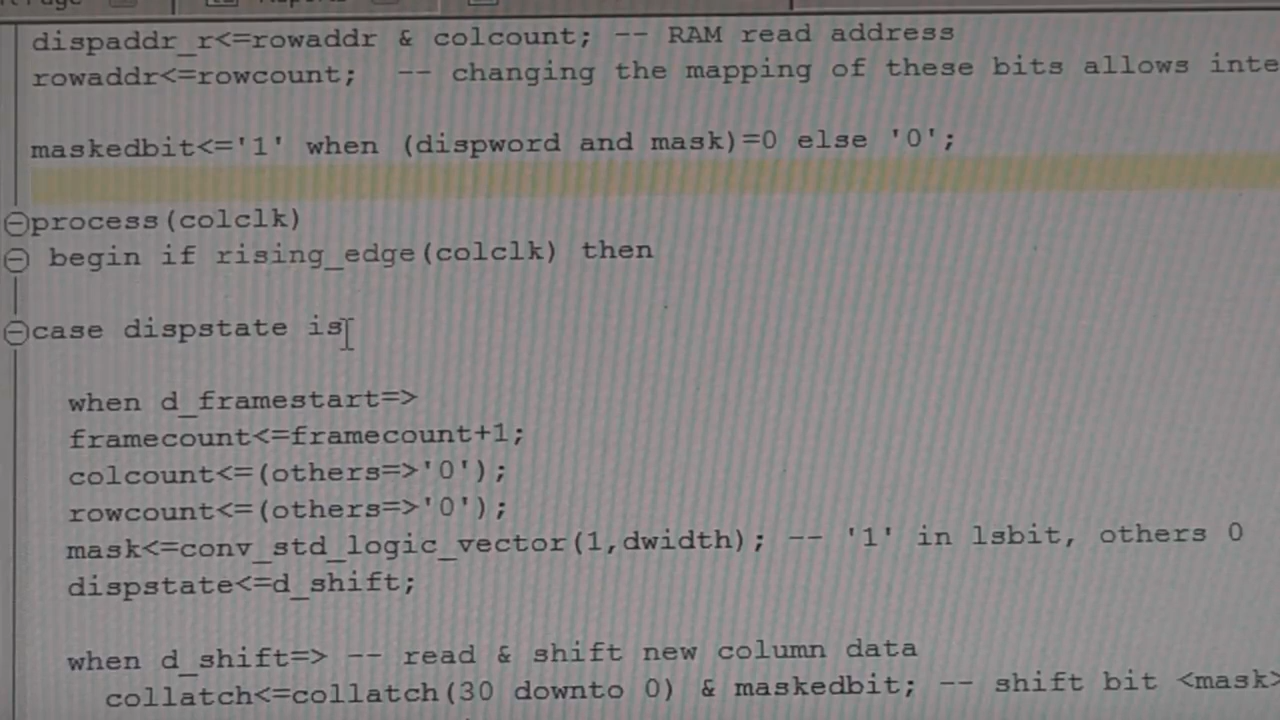 dispaddr_r<=rowaddr & colcount; -- RAM read address
rowaddr<=rowcount; -- changing the mapping of these bits allows inte
maskedbit<='1' when (dispword and mask)=0 else '0';
process(colclk)
begin if rising_edge(colclk) then
case dispstate is
when d_framestart=>
framecount<=framecount+1;
colcount<=(others=>'0');
rowcount<=(others=>'0');
mask<=conv_std_logic_vector(1,dwidth); -- '1' in lsbit, others 0
dispstate<=d_shift;
when d_shift=> -- read & shift new column data
collatch<=collatch(30 downto 0) & maskedbit; -- shift bit <mask>